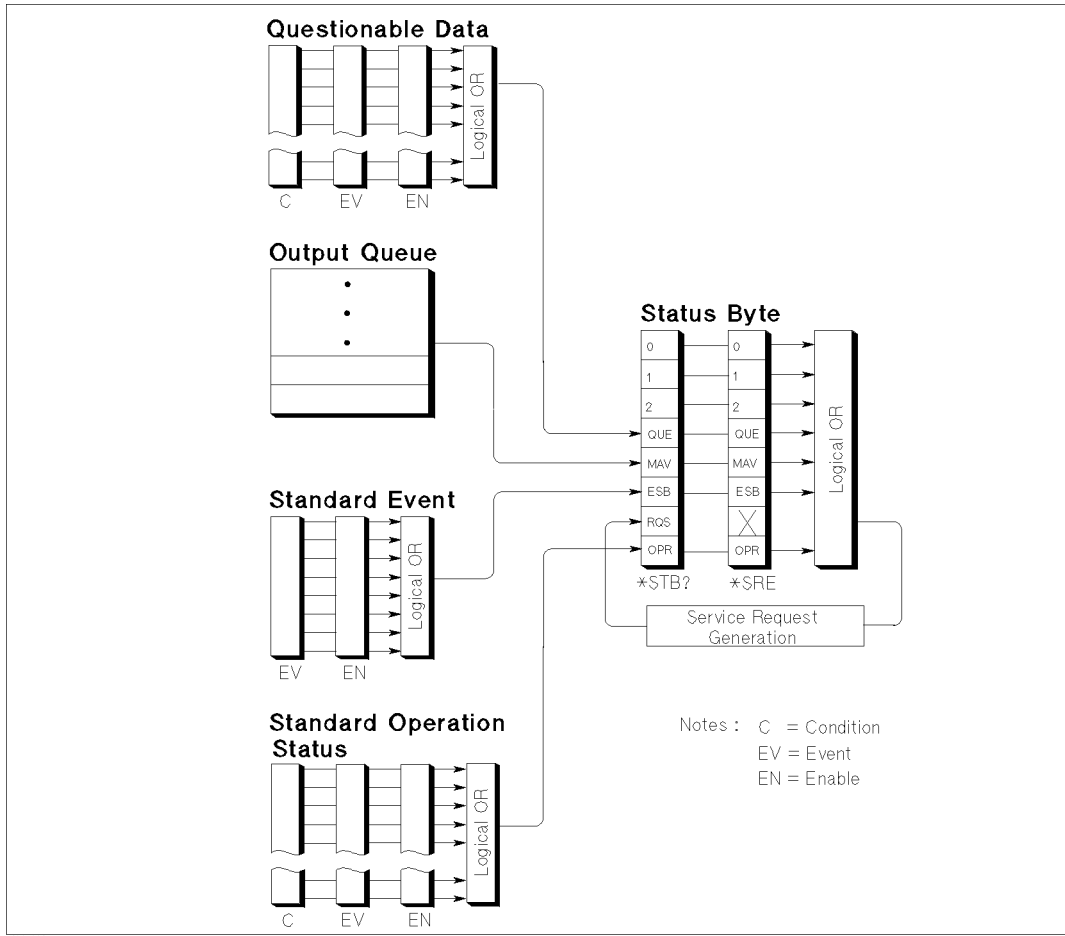 Questionable Data
Logical OR
C EV EN
Output Queue
Status Byte
0 0
1 1
2 2
QUE QUE
MAV MAV
ESB ESB
RQS
OPR OPR
Logical OR
*STB? *SRE
Service Request
Generation
Standard Event
Logical OR
EV EN
Standard Operation
Status
Logical OR
C EV EN
Notes : C = Condition
EV = Event
EN = Enable